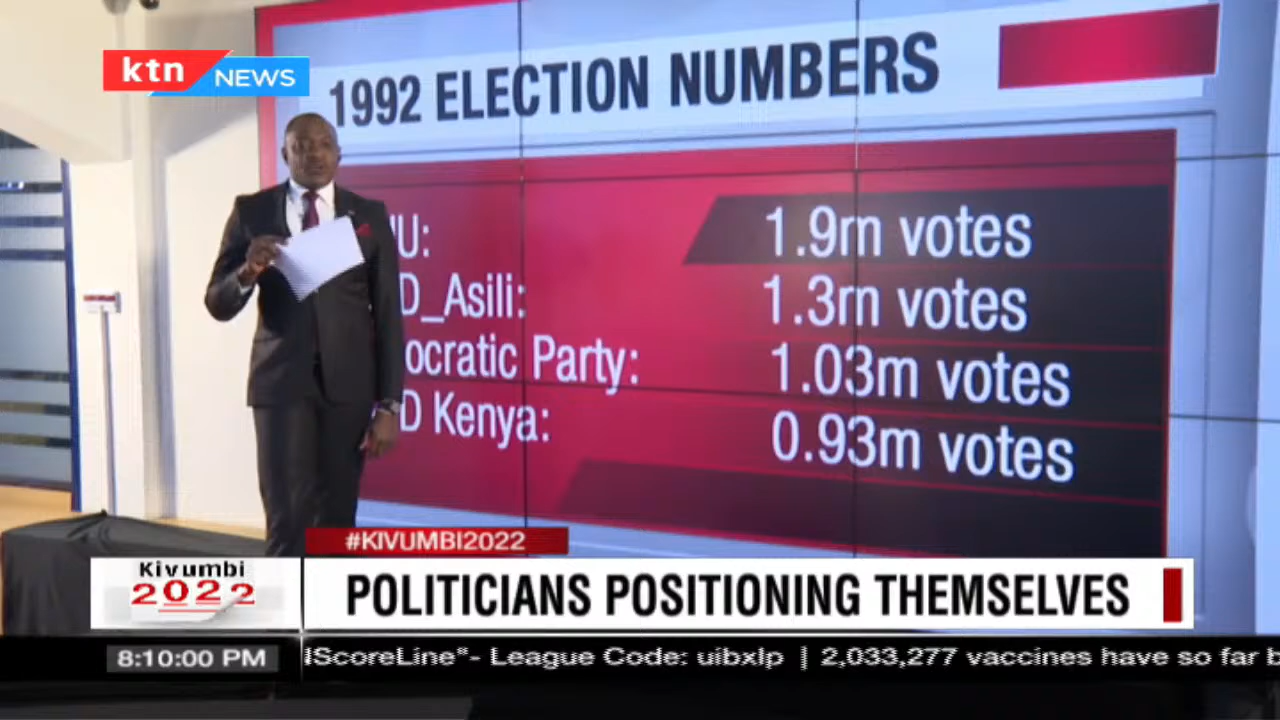 ktn NEWS
1992 ELECTION NUMBERS
U: 1.9m votes
D_Asili: 1.3m votes
ocratic Party: 1.03m votes
D Kenya: 0.93m votes
#KIVUMBI2022
Kivumbi
2022
POLITICIANS POSITIONING THEMSELVES
8:10:00 PM ScoreLine"- League Code: uibxlp | 2,033,277 vaccines have so far b